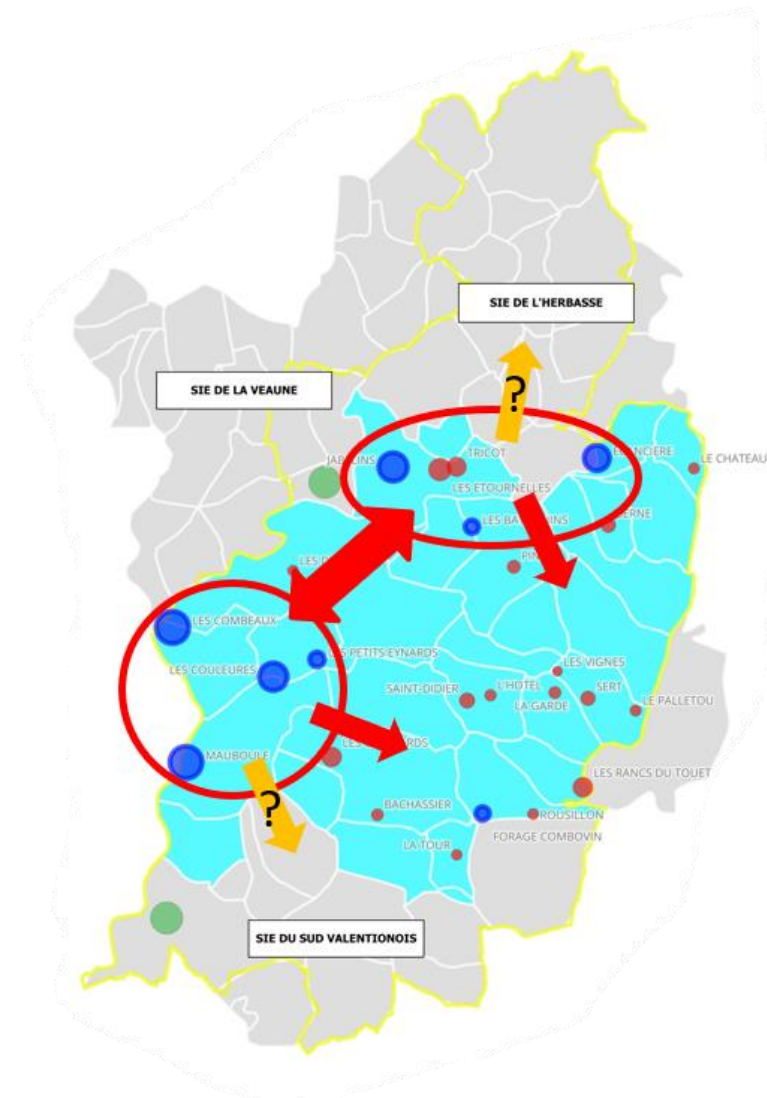 SIE DE L'HERBASSE
SIE DE LA VEAUNE
?
TRICOT
LE CHATEAU
LES ETOURNELLES
LES COMBEAUX
LES COULEURES
PETITS EYNARDS
LES VIGNES
SAINT-DIDIER
L'HOTEL
SERT
LA GARDE
LE PALLETOU
MAUBOULE
LES RANCS DU TOUET
?
BACHASSIER
ROUSILLON
FORAGE COMBOVIN
LA TOUR
SIE DU SUD VALENTIONOIS